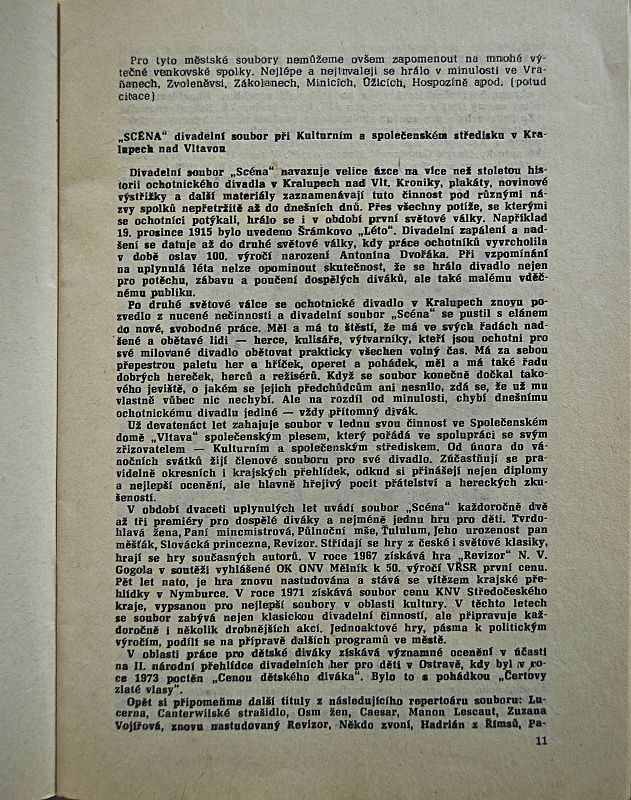 Pro tyto městské soubory nemůžeme ovšem zapomenout na mnohé vý-
tečné venkovské spolky. Nejlépe a nejtrvaleji se hrálo v minulosti ve Vra-
ňanech, Zvoleněvsi, Zákolanech, Minicích, Úžicích, Hospozíně apod. (potud
citace)
„SCÉNA“ divadelní soubor při Kulturním a společenském středisku v Kra-
lupech nad Vltavou
Divadelní soubor „Scéna“ navazuje velice úzce na více než stoletou his-
torii ochotnického divadla v Kralupech nad Vlt. Kroniky, plakáty, novinové
výstřižky a další materiály zaznamenávají tuto činnost pod různými ná-
zvy spolků nepřetržitě až do dnešních dnů. Přes všechny potíže, se kterými
se ochotníci potýkali, hrálo se i v období první světové války. Například
19. prosince 1915 bylo uvedeno Šrámkovo „Léto“. Divadelní zapálení a nad-
šení se datuje až do druhé světové války, kdy práce ochotníků vyvrcholila
v době oslav 100. výročí narození Antonína Dvořáka. Při vzpomínání
na uplynulá léta nelze opominout skutečnost, že se hrálo divadlo nejen
pro potěchu, zábavu a poučení dospělých diváků, ale také malému vděč-
nému publiku.
Po druhé světové válce se ochotnické divadlo v Kralupech znovu po-
zvedlo z nucené nečinnosti a divadelní soubor „Scéna“ se pustil s elánem
do nové, svobodné práce. Měl a má to štěstí, že má ve svých řadách nad-
šené a obětavé lidi — herce, kulisáře, výtvarníky, kteří jsou ochotni pro
své milované divadlo obětovat prakticky všechen volný čas. Má za sebou
přepestrou paletu her a hříček, operet a pohádek, měl a má také řadu
dobrých hereček, herců a režisérů. Když se soubor konečně dočkal tako-
vého jeviště, o jakém se jejich předchůdcům ani nesnilo, zdá se, že už mu
vlastně vůbec nic nechybí. Ale na rozdíl od minulosti, chybí dnešnímu
ochotnickému divadlu jediné — vždy přítomný divák.
Už devatenáct let zahajuje soubor v lednu svou činnost ve Společenském
domě „Vltava“ společenským plesem, který pořádá ve spolupráci se svým
zřizovatelem — Kulturním a společenským střediskem. Od února do vá-
nočních svátků žijí členové souboru pro své divadlo. Zúčastňují se pra-
videlně okresních i krajských přehlídek, odkud si přinášejí nejen diplomy
a nejlepší ocenění, ale hlavně hřejivý pocit přátelství a hereckých zku-
šeností.
V období dvaceti uplynulých let uvádí soubor „Scéna“ každoročně dvě
až tři premiéry pro dospělé diváky a nejméně jednu hru pro děti. Tvrdo-
hlavá žena, Paní mincmistrová, Půlnoční mše, Tululum, Jeho urozenost pan
měšťák, Slovácká princezna, Revizor. Střídají se hry z české i světové klasiky,
hrají se hry současných autorů. V roce 1967 získává hra „Revizor“ N. V.
Gogola v soutěži vyhlášené OK ONV Mělník k 50. výročí VŘSR první cenu.
Pět let nato, je hra znovu nastudována a stává se vítězem krajské pře-
hlídky v Nymburce. V roce 1971 získává soubor cenu KNV Středočeského
kraje, vypsanou pro nejlepší soubory v oblasti kultury. V těchto letech
se soubor zabývá nejen klasickou divadelní činností, ale připravuje kaž-
doročně i několik drobnějších akcí. Jednoaktové hry, pásma k politickým
výročím, podílí se na přípravě dalších programů ve městě.
V oblasti práce pro dětské diváky získává významné ocenění v účasti
na II. národní přehlídce divadelních her pro děti v Ostravě, kdy byl v ro-
ce 1973 poctěn „Cenou dětského diváka“. Bylo to s pohádkou „Čertovy
zlaté vlasy“.
Opět si připomeňme další tituly z následujícího repertoáru souboru: Lu-
cerna, Canterwilské strašidlo, Osm žen, Caesar, Manon Lescaut, Zuzana
Vojířová, znovu nastudovaný Revizor, Někdo zvoní, Hadrián z Římsů, Pa-
11